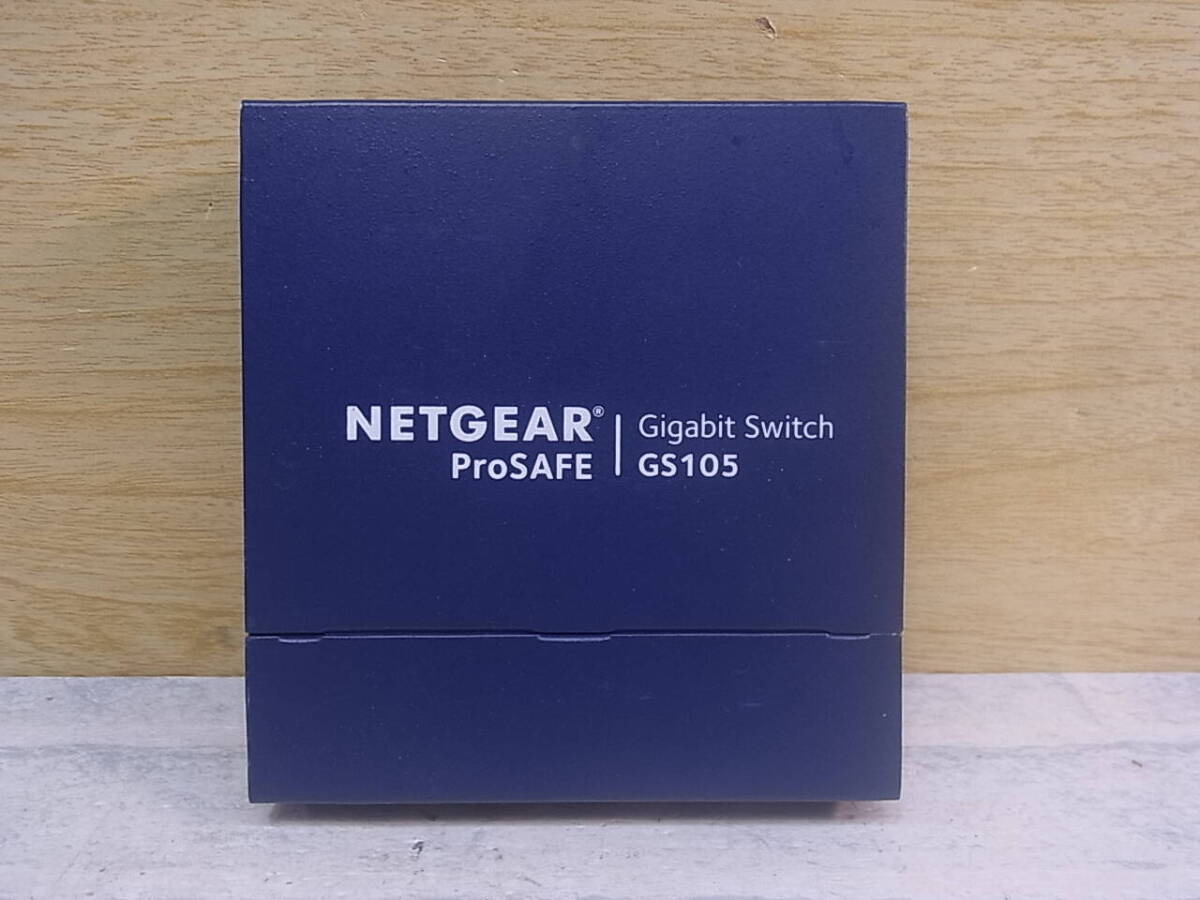 NETGEAR®
ProSAFE
Gigabit Switch
GS105